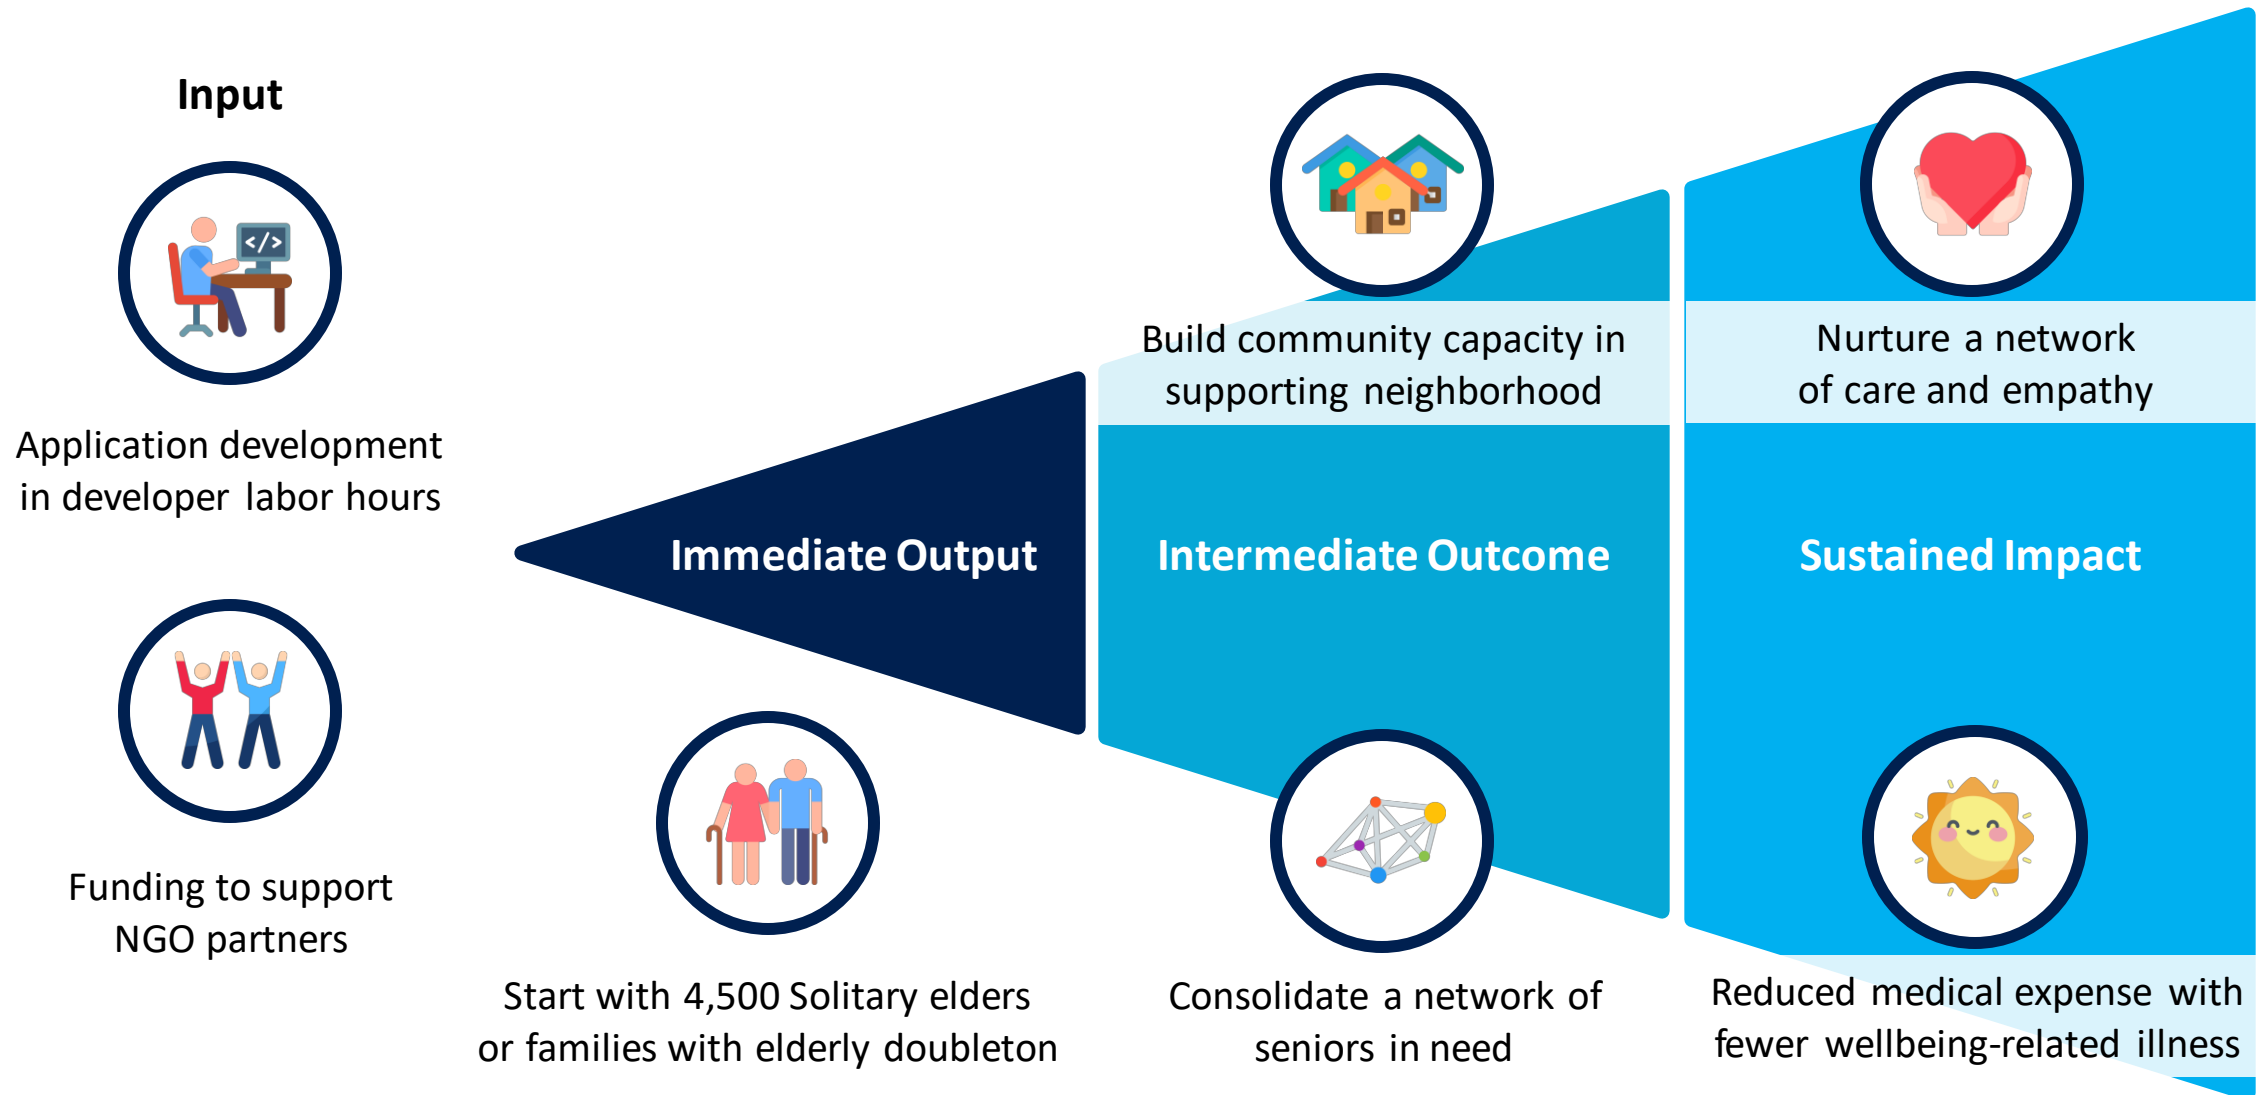 Input
Application development
in developer labor hours
Funding to support
NGO partners
Immediate Output
Start with 4,500 Solitary elders
or families with elderly doubleton
Build community capacity in
supporting neighborhood
Intermediate Outcome
Consolidate a network of
seniors in need
Nurture a network
of care and empathy
Sustained Impact
Reduced medical expense with
fewer wellbeing-related illness